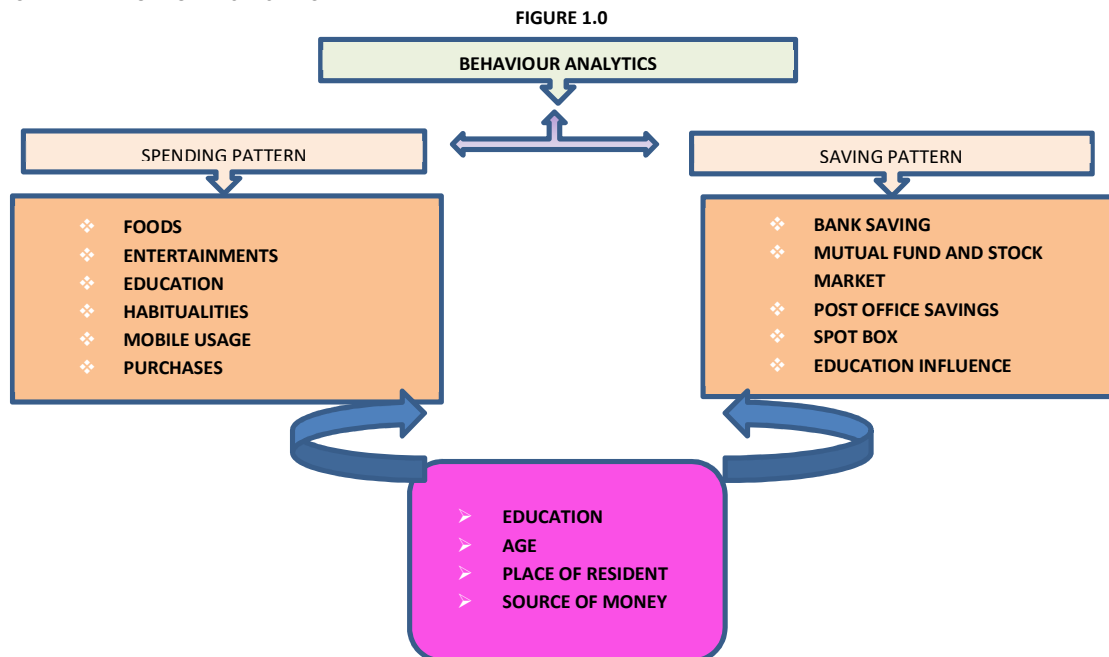 FIGURE 1.0
BEHAVIOUR ANALYTICS
SPENDING PATTERN
SAVING PATTERN
FOODS
ENTERTAINMENTS
EDUCATION
HABITUALITIES
MOBILE USAGE
PURCHASES
BANK SAVING
MUTUAL FUND AND STOCK
MARKET
POST OFFICE SAVINGS
SPOT BOX
EDUCATION INFLUENCE
EDUCATION
AGE
PLACE OF RESIDENT
SOURCE OF MONEY